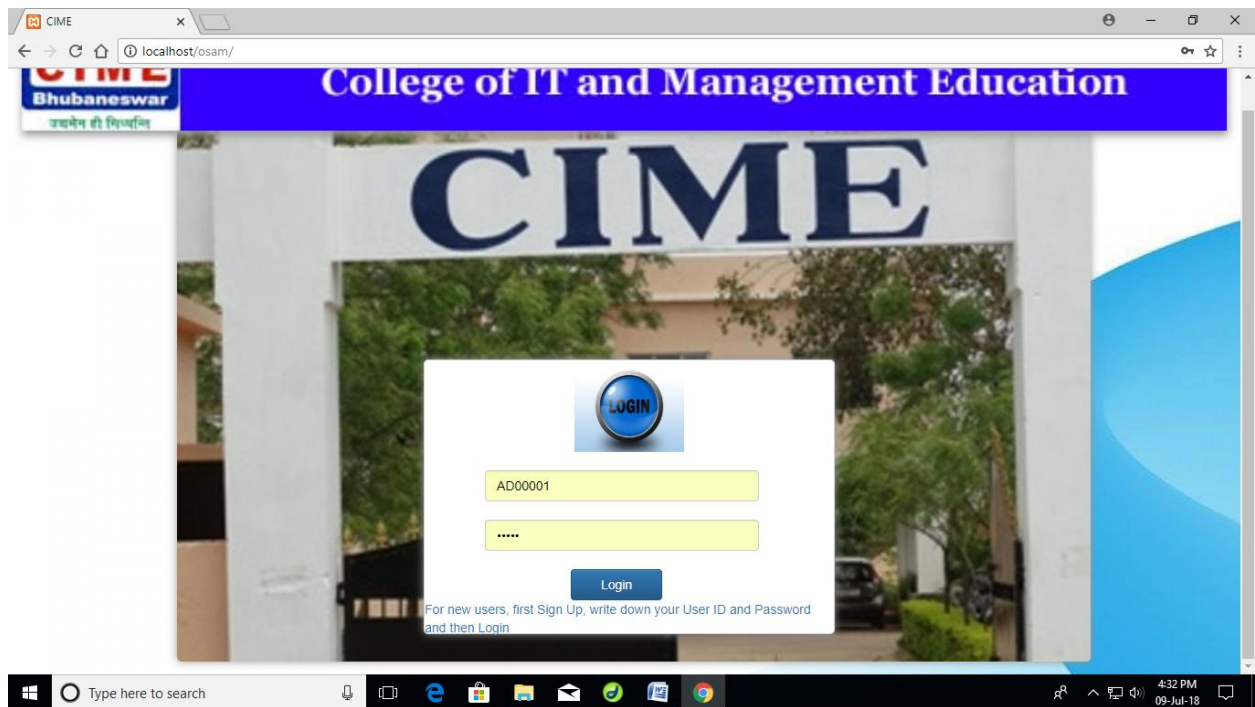 CIME
localhost/osam/
CIME
Bhubaneswar
College of IT and Management Education
CIME
LOGIN
AD00001
•••••
Login
For new users, first Sign Up, write down your User ID and Password
and then Login
Type here to search
4:32 PM
09-Jul-18